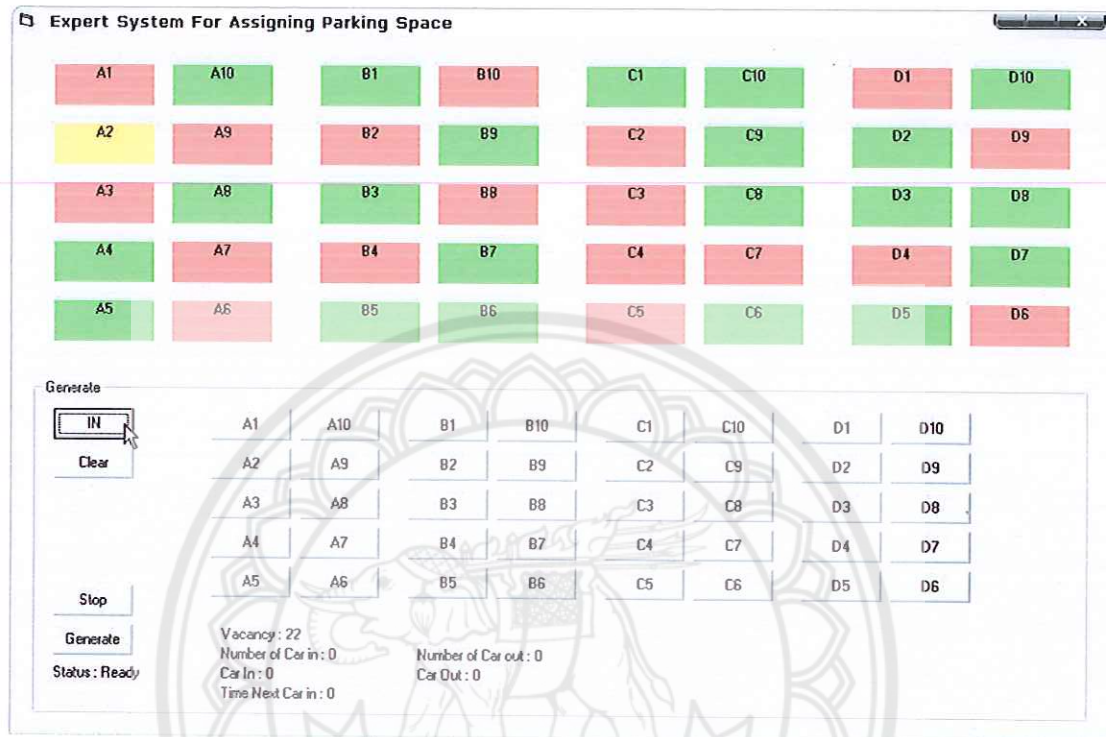 Expert System For Assigning Parking Space
A1 A10 B1 B10 C1 C10 D1 D10
A2 A9 B2 B9 C2 C9 D2 D9
A3 A8 B3 B8 C3 C8 D3 D8
A4 A7 B4 B7 C4 C7 D4 D7
A5 A6 B5 B6 C5 C6 D5 D6
Generate
IN A1 A10 B1 B10 C1 C10 D1 D10
Clear A2 A9 B2 B9 C2 C9 D2 D9
A3 A8 B3 B8 C3 C8 D3 D8
A4 A7 B4 B7 C4 C7 D4 D7
A5 A6 B5 B6 C5 C6 D5 D6
Stop
Generate
Status : Ready
Vacancy : 22
Number of Car in : 0 Number of Car out : 0
Car In : 0 Car Out : 0
Time Next Car in : 0